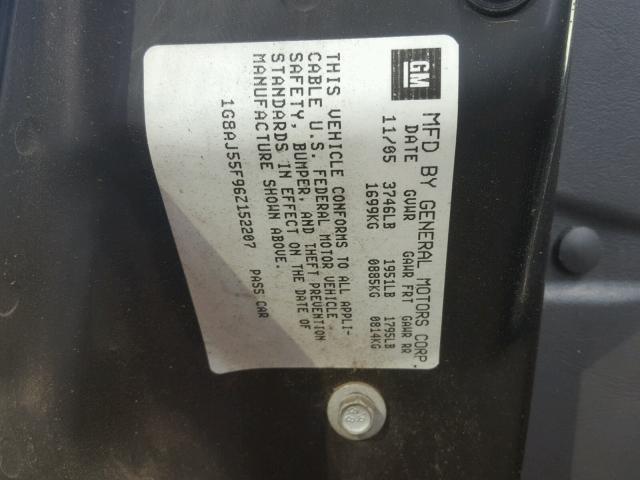 GM
MFD BY GENERAL MOTORS CORP.
DATE GVWR GAWR FRT GAWR RR
11/05 3746LB 1951LB 1795LB
1699KG 0885KG 0814KG
THIS VEHICLE CONFORMS TO ALL APPLI-
CABLE U.S. FEDERAL MOTOR VEHICLE
SAFETY, BUMPER, AND THEFT PREVENTION
STANDARDS IN EFFECT ON THE DATE OF
MANUFACTURE SHOWN ABOVE.
1G8AJ55F96Z152207 PASS CAR